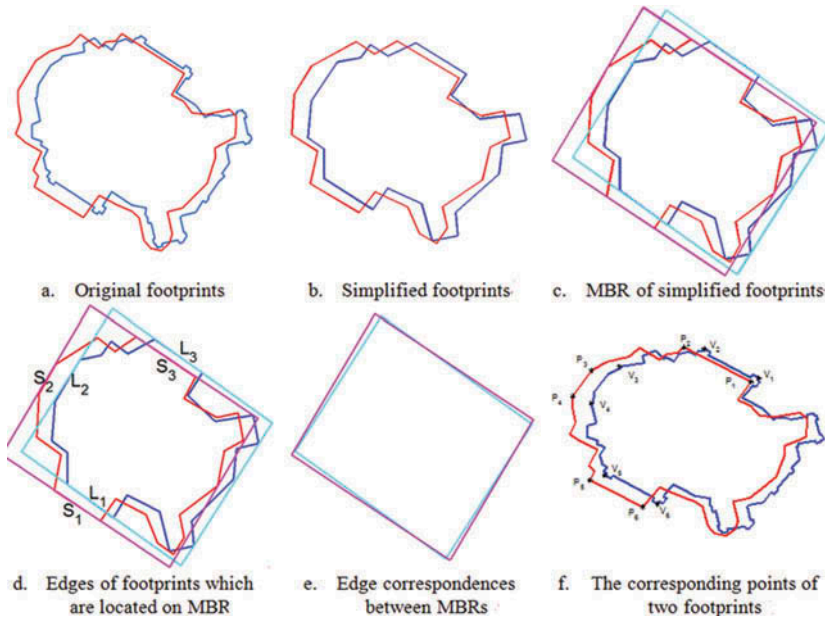 a. Original footprints
b. Simplified footprints
c. MBR of simplified footprints
L3
S3
S2
L2
L1
S1
P2
V2
P3
V3
V1
P1
P4
V4
V5
P5
P6
V6
d. Edges of footprints which
are located on MBR
e. Edge correspondences
between MBRs
f. The corresponding points of
two footprints